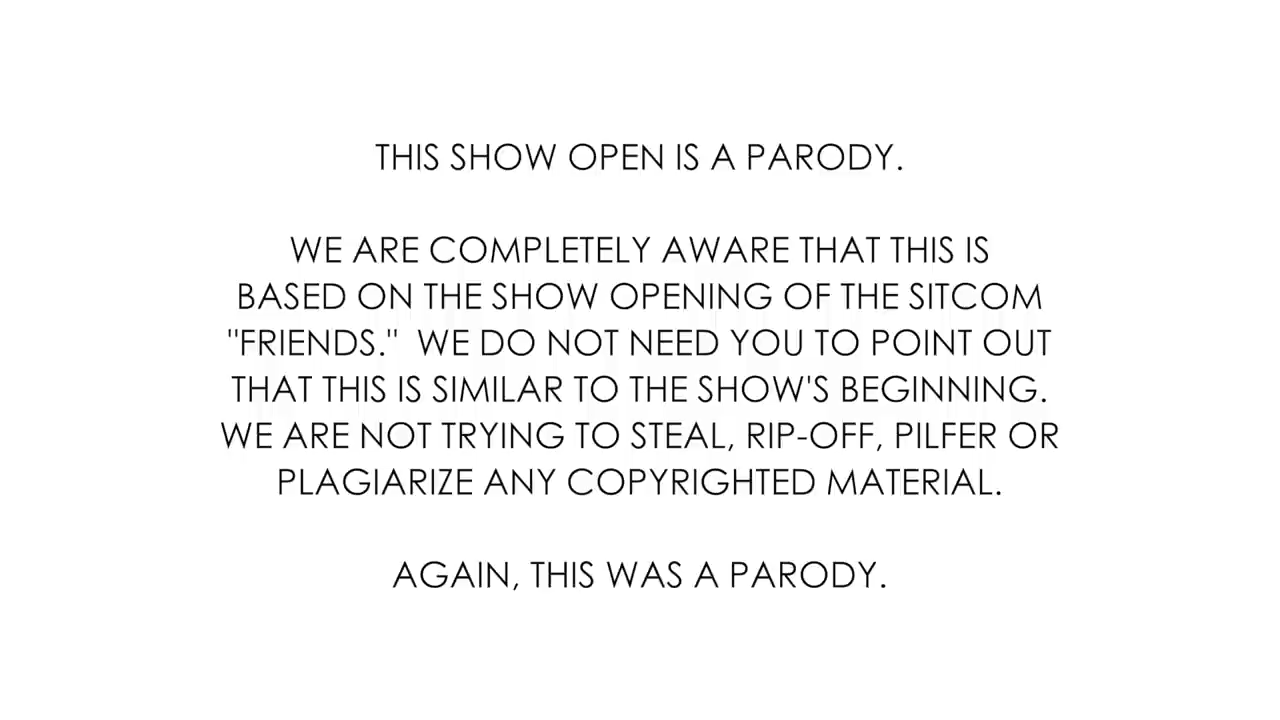 THIS SHOW OPEN IS A PARODY.
WE ARE COMPLETELY AWARE THAT THIS IS
BASED ON THE SHOW OPENING OF THE SITCOM
"FRIENDS."  WE DO NOT NEED YOU TO POINT OUT
THAT THIS IS SIMILAR TO THE SHOW'S BEGINNING.
WE ARE NOT TRYING TO STEAL, RIP-OFF, PILFER OR
PLAGIARIZE ANY COPYRIGHTED MATERIAL.
AGAIN, THIS WAS A PARODY.